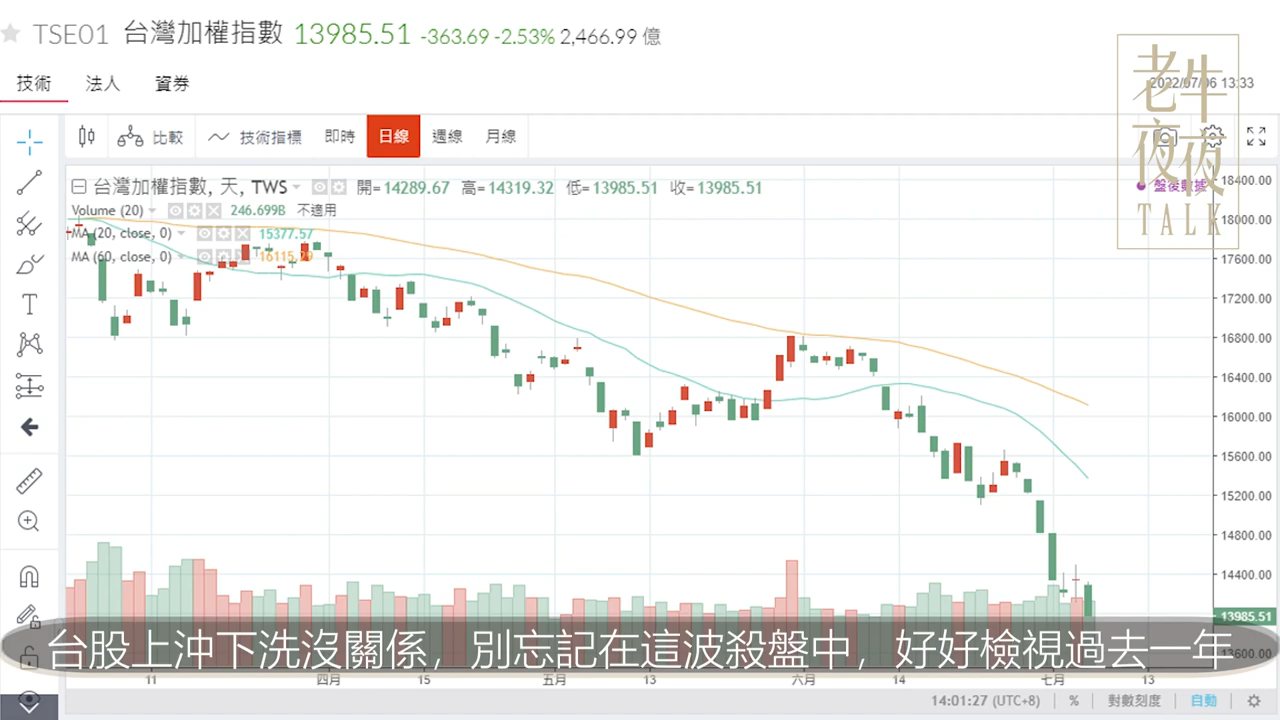 TSE01 台灣加權指數 13985.51 -363.69 -2.53% 2,466.99 億
技術 法人 資券
2022/07/06 13:33
老牛
夜夜
TALK
比較 技術指標 即時 日線 週線 月線
盤後數據
台灣加權指數, 天, TWS 開=14289.67 高=14319.32 低=13985.51 收=13985.51
Volume (20) 246.699B 不適用
MA (20, close, 0) 15377.57
MA (60, close, 0) 16115.29
18400.00
18000.00
17600.00
17200.00
16800.00
16400.00
16000.00
15600.00
15200.00
14800.00
14400.00
13985.51
13600.00
台股上沖下洗沒關係，別忘記在這波殺盤中，好好檢視過去一年
11 四月 15 五月 13 六月 14 七月 13
14:01:27 (UTC+8) % 對數刻度 自動